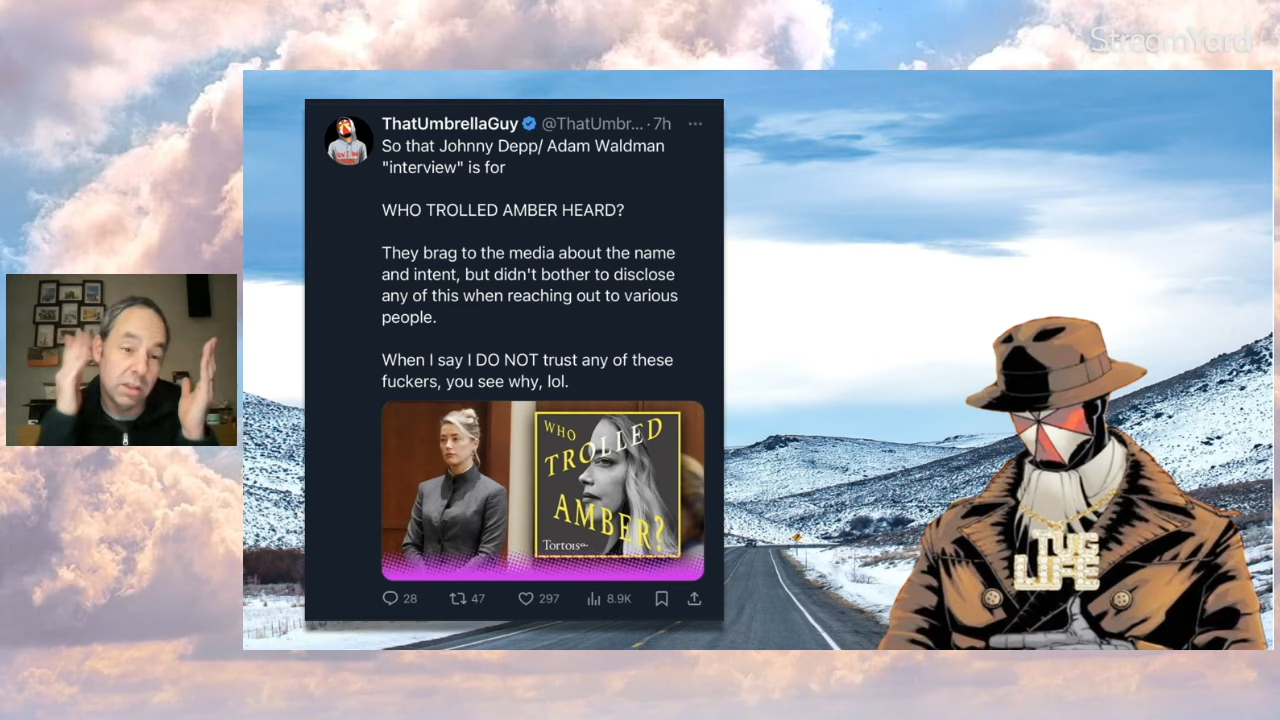 StreamYard
ThatUmbrellaGuy @ThatUmbr... · 7h
So that Johnny Depp/ Adam Waldman
"interview" is for
WHO TROLLED AMBER HEARD?
They brag to the media about the name
and intent, but didn't bother to disclose
any of this when reaching out to various
people.
When I say I DO NOT trust any of these
fuckers, you see why, lol.
WHO
TROLLED
AMBER?
Tortoise
28 47 297 8.9K
TUG
LIFE